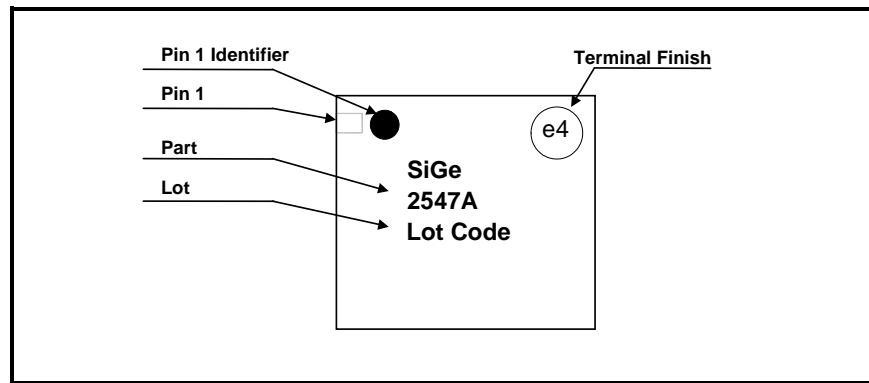 Pin 1 Identifier
Terminal Finish
Pin 1
e4
Part
SiGe
Lot
2547A
Lot Code